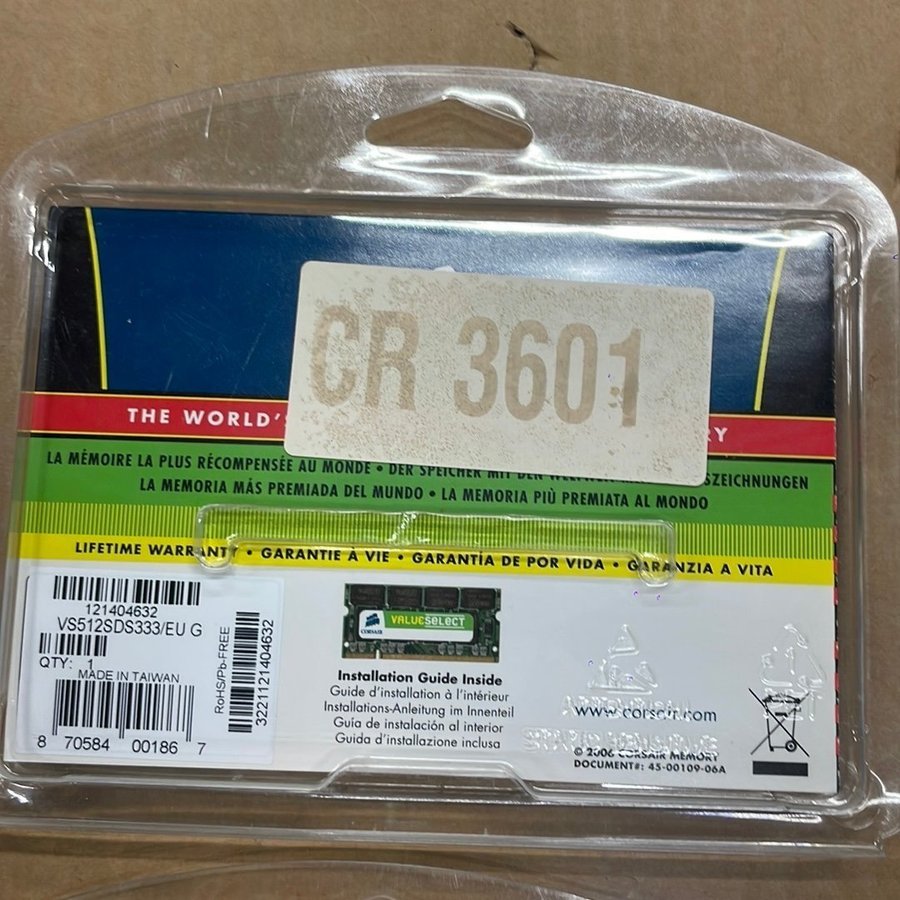 CR 3601
THE WORLD'S RY
LA MÉMOIRE LA PLUS RÉCOMPENSÉE AU MONDE • DER SPEICHER MIT DEN SZEICHNUNGEN
LA MEMORIA MÁS PREMIADA DEL MUNDO • LA MEMORIA PIÙ PREMIATA AL MONDO
LIFETIME WARRANTY • GARANTIE À VIE • GARANTÍA DE POR VIDA • GARANZIA A VITA
121404632
VS512SDS333/EU G
QTY: 1
MADE IN TAIWAN
8 70584 00186 7
RoHS/Pb-FREE
3221121404632
CORSAIR
VALUESELECT
Installation Guide Inside
Guide d'installation à l'intérieur
Installations-Anleitung im Innenteil
Guía de instalación al interior
Guida d'installazione inclusa
www.corsair.com
© 2006 CORSAIR MEMORY
DOCUMENT#: 45-00109-06A